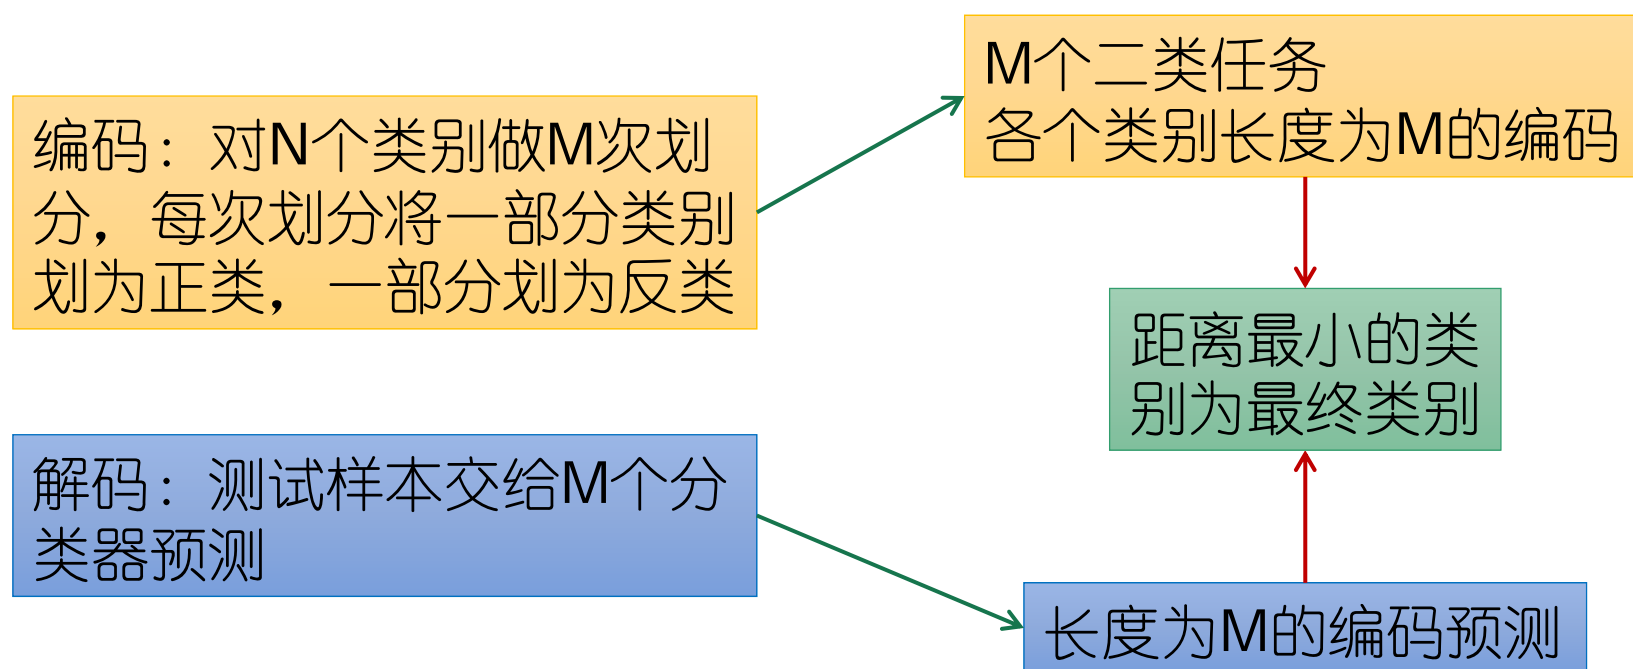 编码：对N个类别做M次划
分，每次划分将一部分类别
划为正类，一部分划为反类
M个二类任务
各个类别长度为M的编码
距离最小的类
别为最终类别
解码：测试样本交给M个分
类器预测
长度为M的编码预测